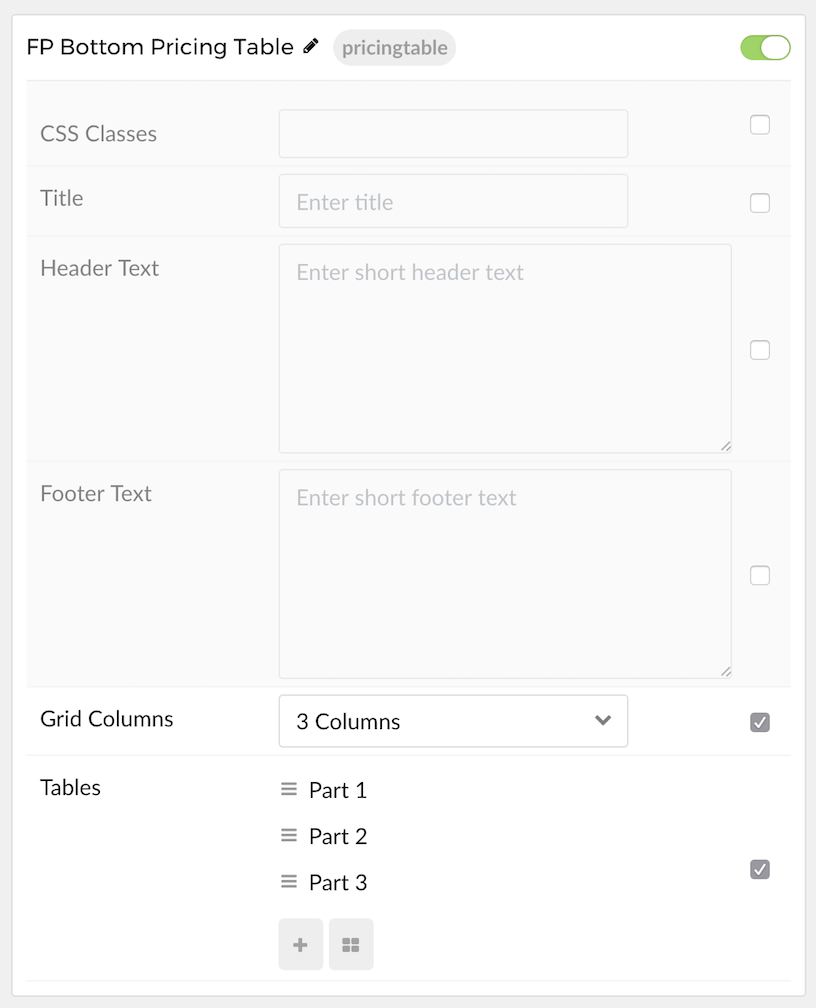 FP Bottom Pricing Table pricingtable
CSS Classes
Title Enter title
Header Text Enter short header text
Footer Text Enter short footer text
Grid Columns 3 Columns
Tables Part 1
Part 2
Part 3